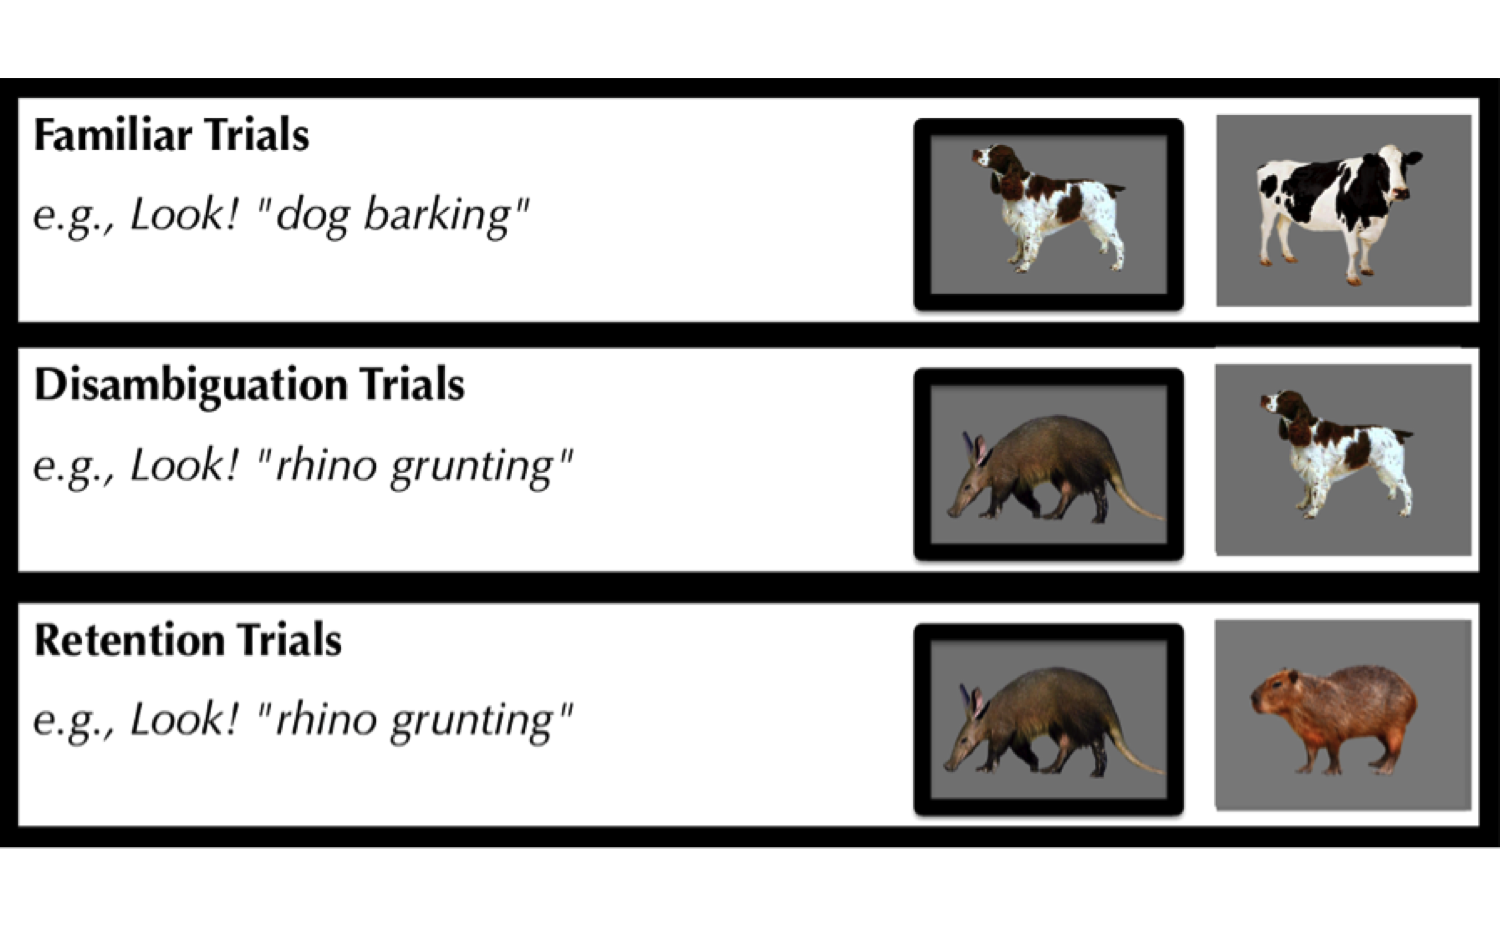 Familiar Trials
e.g., Look! "dog barking"
Disambiguation Trials
e.g., Look! "rhino grunting"
Retention Trials
e.g., Look! "rhino grunting"